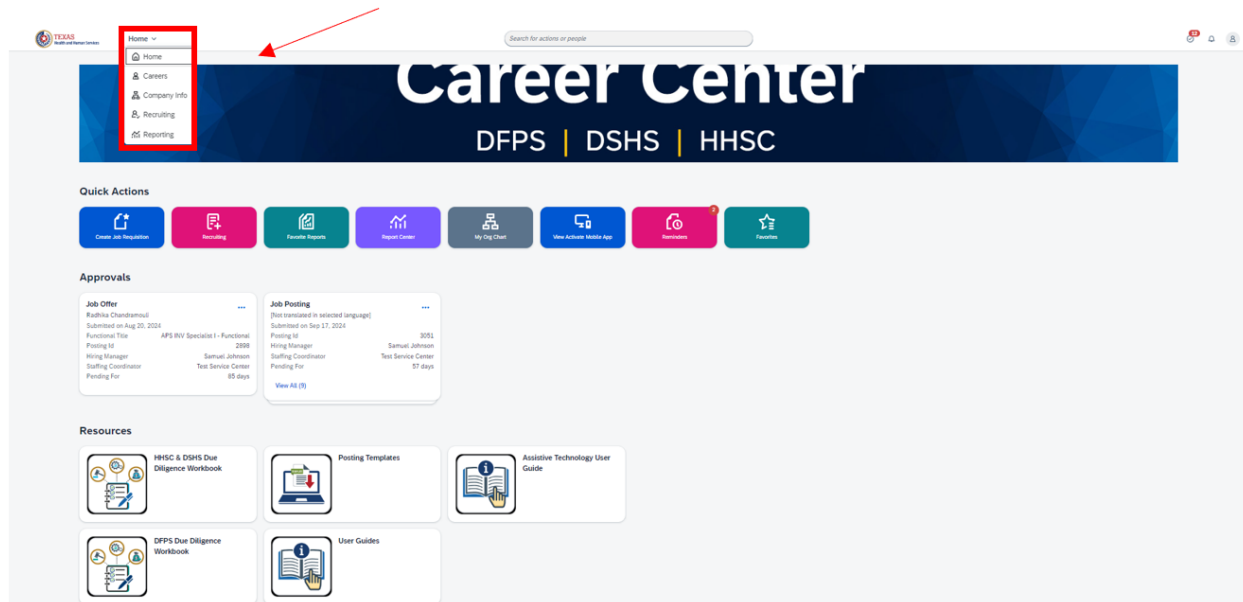 TEXAS
Health and Human Services
Home
Search for actions or people
12
Home
Careers
Company Info
Recruiting
Reporting
Career Center
DFPS | DSHS | HHSC
Quick Actions
Create Job Requisition
Recruiting
Favorite Reports
Report Center
My Org Chart
View Activate Mobile App
2
Reminders
Favorites
Approvals
Job Offer
Radhika Chandramouli
Submitted on Aug 20, 2024
Functional Title APS INV Specialist I - Functional
Posting Id 2898
Hiring Manager Samuel Johnson
Staffing Coordinator Test Service Center
Pending For 85 days
Job Posting
[Not translated in selected language]
Submitted on Sep 17, 2024
Posting Id 3051
Hiring Manager Samuel Johnson
Staffing Coordinator Test Service Center
Pending For 57 days
View All (9)
Resources
HHSC & DSHS Due
Diligence Workbook
Posting Templates
Assistive Technology User
Guide
DFPS Due Diligence
Workbook
User Guides